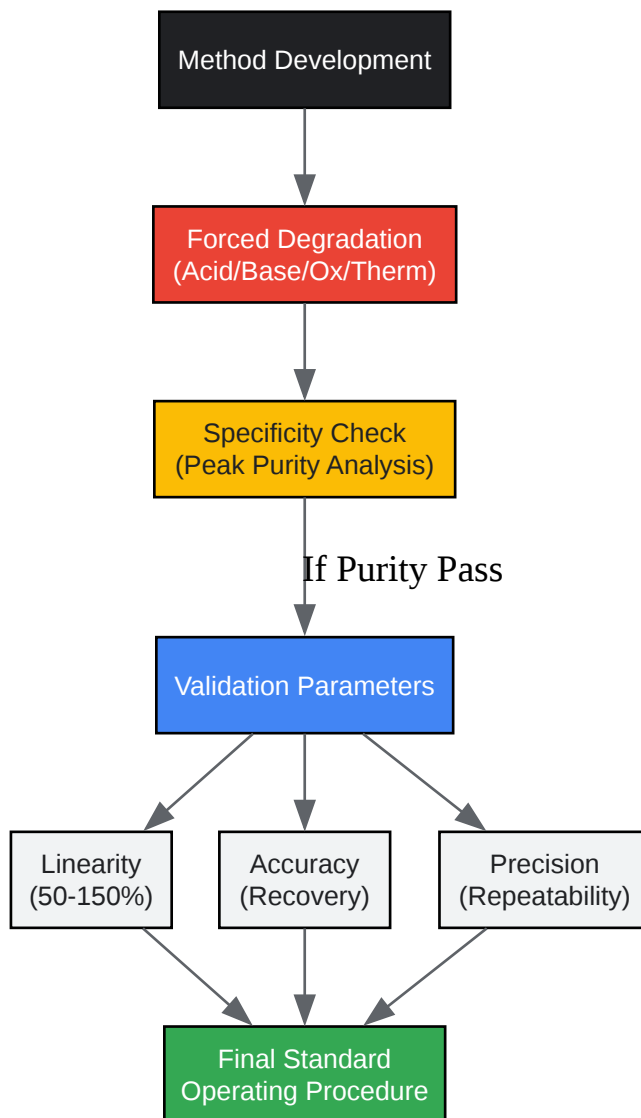 Method Development
Forced Degradation
(Acid/Base/Ox/Therm)
Specificity Check
(Peak Purity Analysis)
If Purity Pass
Validation Parameters
Linearity
(50-150%)
Accuracy
(Recovery)
Precision
(Repeatability)
Final Standard
Operating Procedure